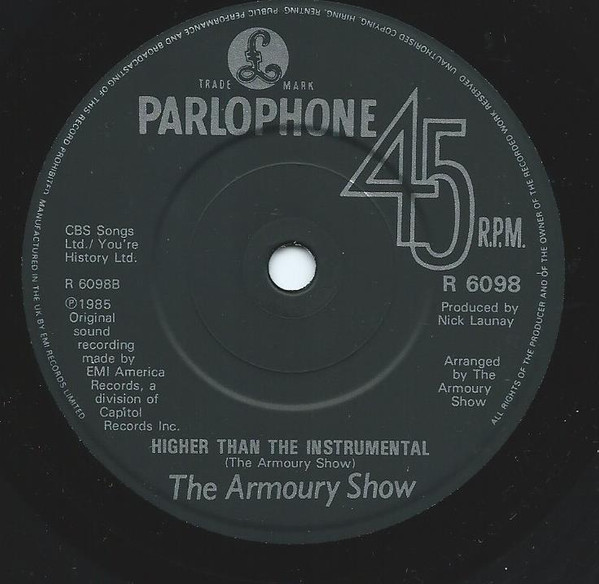 ALL RIGHTS OF THE PRODUCER AND OF THE OWNER OF THE RECORDED WORK RESERVED UNAUTHORISED COPYING, HIRING, RENTING, PUBLIC PERFORMANCE AND BROADCASTING OF THIS RECORD PROHIBITED. MANUFACTURED IN THE UK BY EMI RECORDS LIMITED
£
TRADE MARK
PARLOPHONE
45
R.P.M.
CBS Songs
Ltd./ You're
History Ltd.
R 6098B
℗1985
Original
sound
recording
made by
EMI America
Records, a
division of
Capitol
Records Inc.
R 6098
Produced by
Nick Launay
Arranged
by The
Armoury
Show
HIGHER THAN THE INSTRUMENTAL
(The Armoury Show)
The Armoury Show